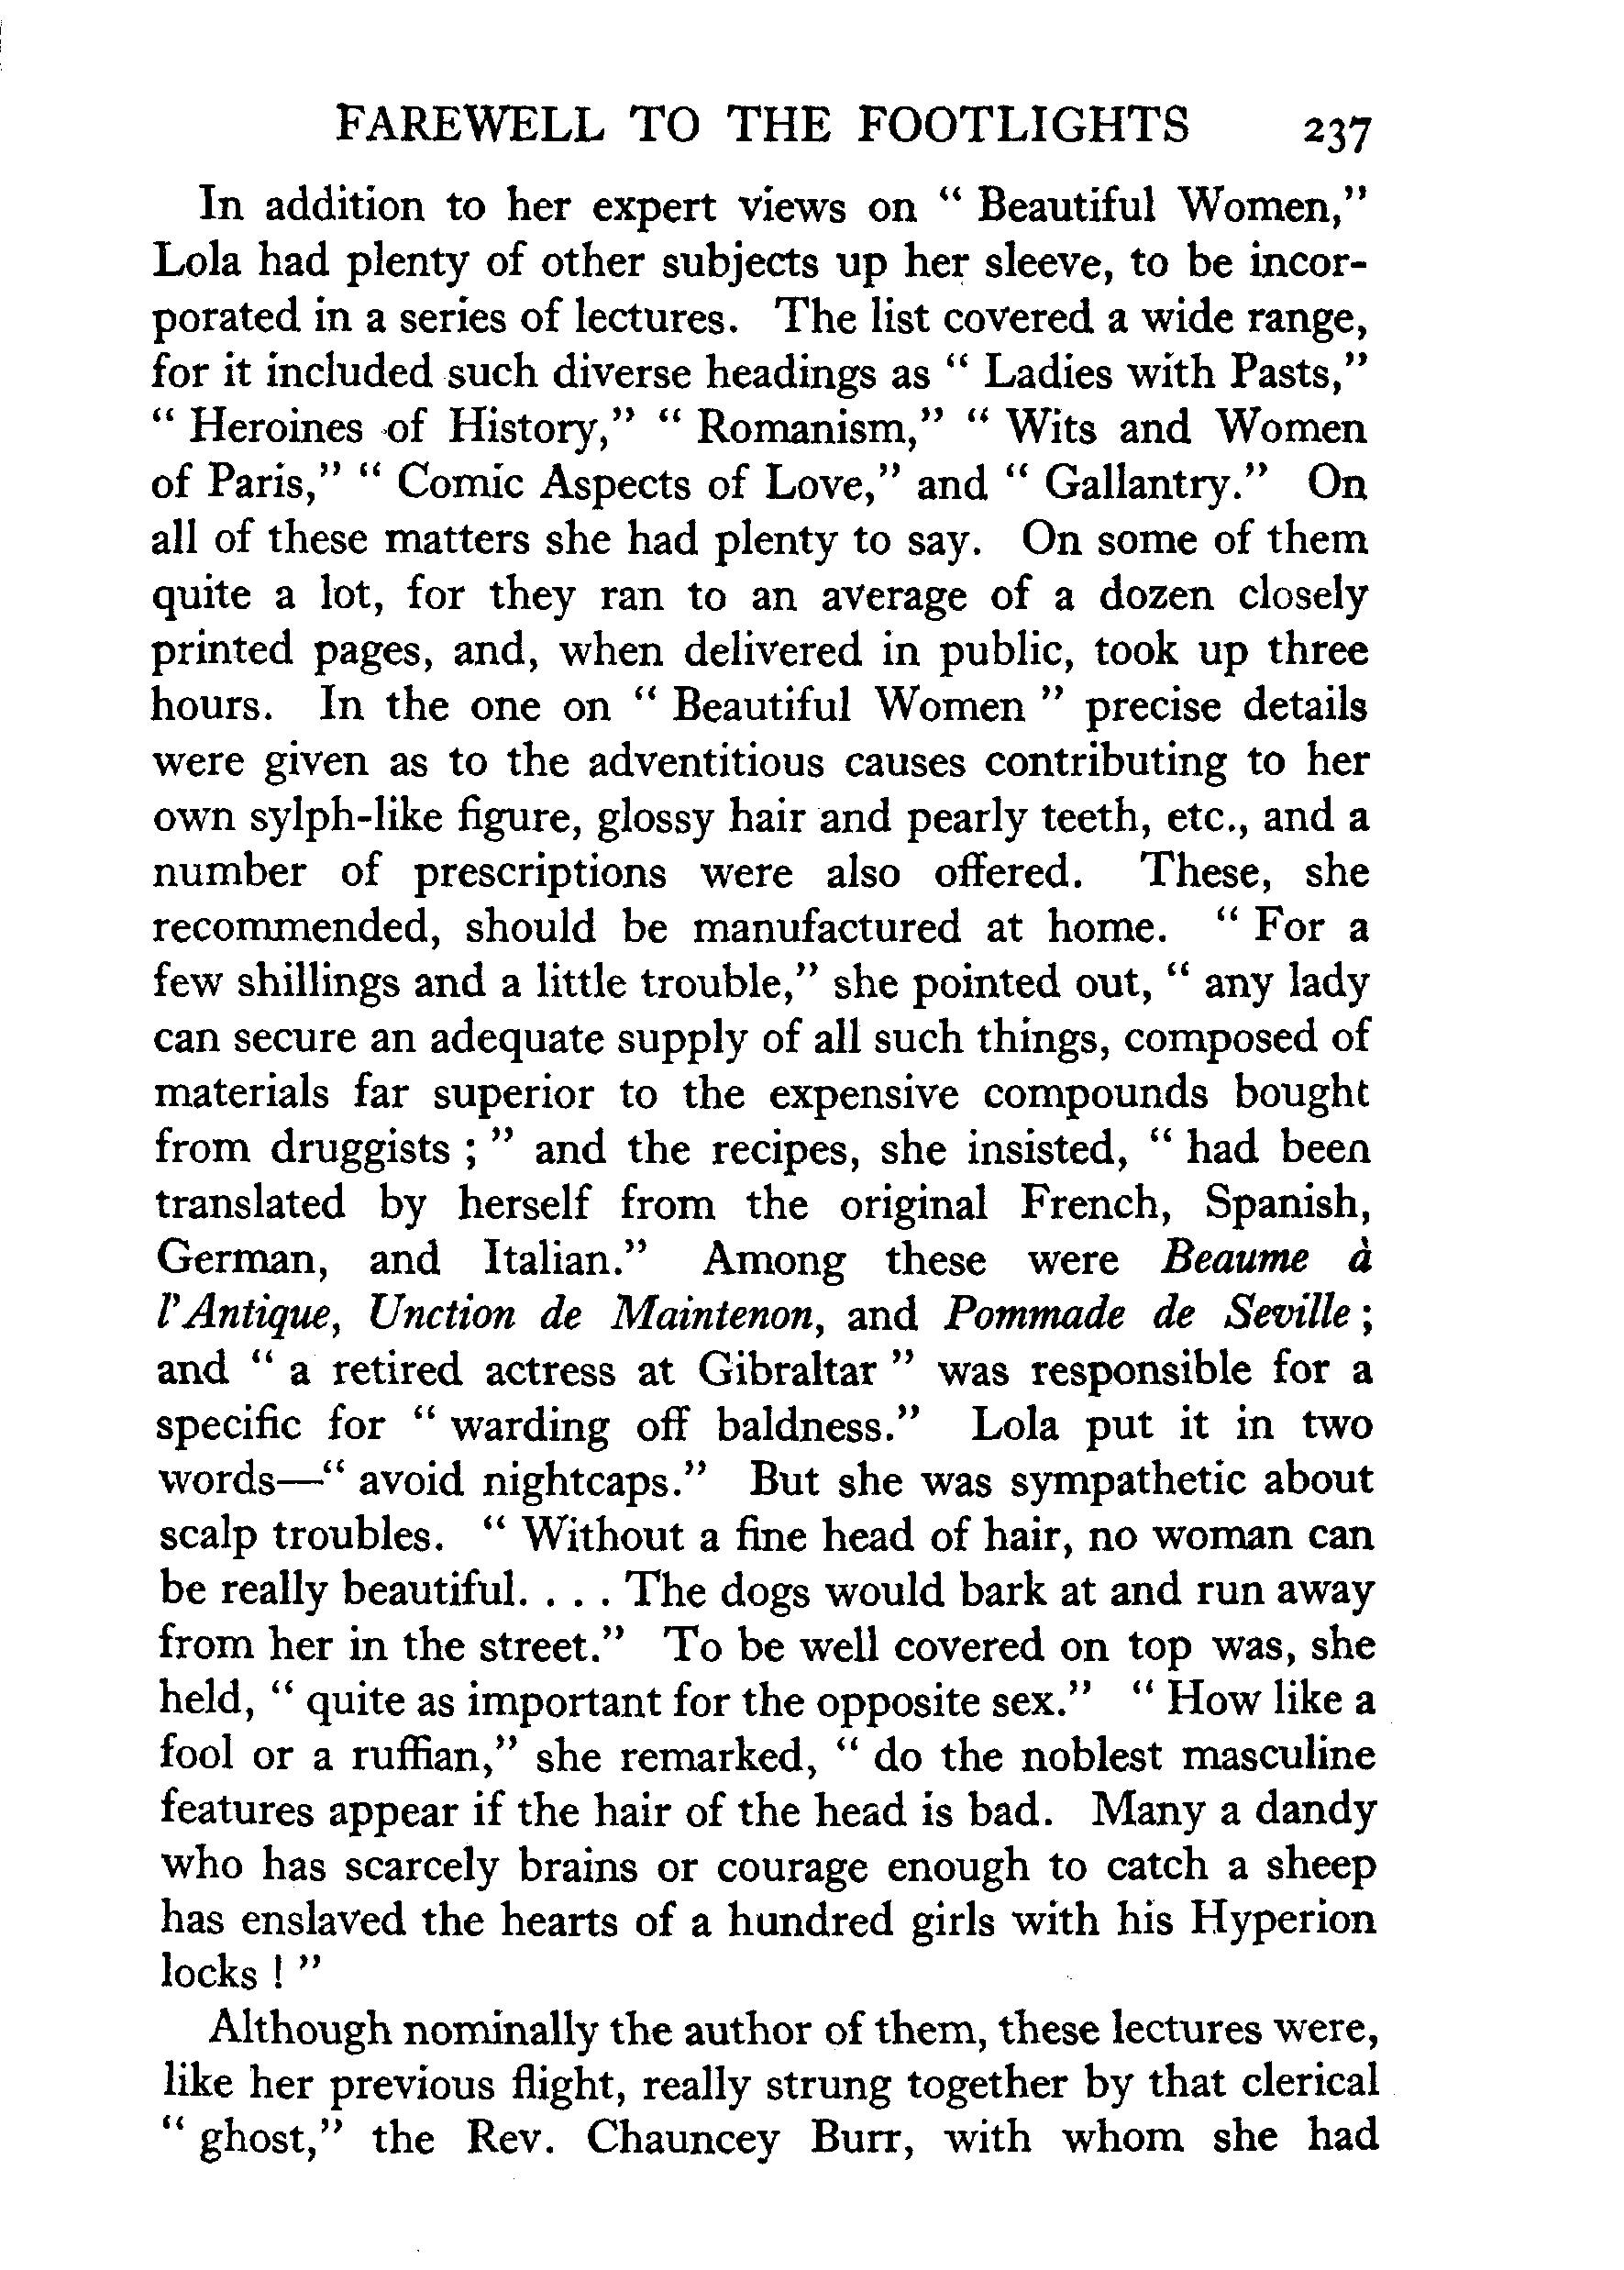 FAREWELL TO THE FOOTLIGHTS 237
In addition to her expert views on " Beautiful Women,"
Lola had plenty of other subjects up her sleeve, to be incor-
porated in a series of lectures. The list covered a wide range,
for it included such diverse headings as " Ladies with Pasts,"
" Heroines of History," " Romanism," " Wits and Women
of Paris," " Comic Aspects of Love," and " Gallantry." On
all of these matters she had plenty to say. On some of them
quite a lot, for they ran to an average of a dozen closely
printed pages, and, when delivered in public, took up three
hours. In the one on " Beautiful Women " precise details
were given as to the adventitious causes contributing to her
own sylph-like figure, glossy hair and pearly teeth, etc., and a
number of prescriptions were also offered. These, she
recommended, should be manufactured at home. " For a
few shillings and a little trouble," she pointed out, " any lady
can secure an adequate supply of all such things, composed of
materials far superior to the expensive compounds bought
from druggists ; " and the recipes, she insisted, " had been
translated by herself from the original French, Spanish,
German, and Italian." Among these were Beaume à
l'Antique, Unction de Maintenon, and Pommade de Seville ;
and " a retired actress at Gibraltar " was responsible for a
specific for " warding off baldness." Lola put it in two
words—" avoid nightcaps." But she was sympathetic about
scalp troubles. " Without a fine head of hair, no woman can
be really beautiful. . . . The dogs would bark at and run away
from her in the street." To be well covered on top was, she
held, " quite as important for the opposite sex." " How like a
fool or a ruffian," she remarked, " do the noblest masculine
features appear if the hair of the head is bad. Many a dandy
who has scarcely brains or courage enough to catch a sheep
has enslaved the hearts of a hundred girls with his Hyperion
locks ! "
Although nominally the author of them, these lectures were,
like her previous flight, really strung together by that clerical
" ghost," the Rev. Chauncey Burr, with whom she had